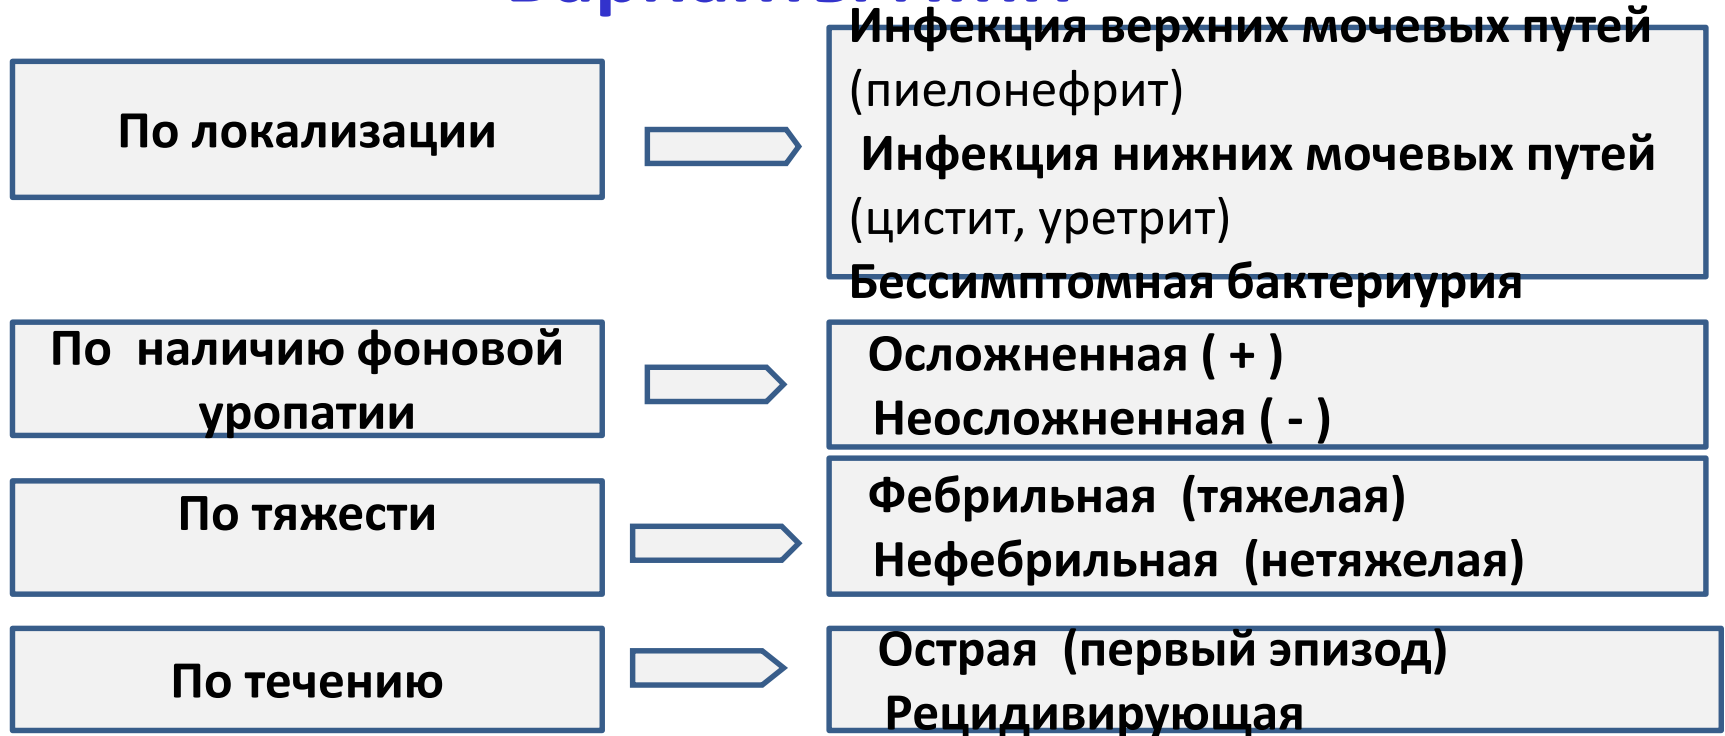 По локализации
Инфекция верхних мочевых путей
(пиелонефрит)
Инфекция нижних мочевых путей
(цистит, уретрит)
Бессимптомная бактериурия
По наличию фоновой
уропатии
Осложненная ( + )
Неосложненная ( - )
По тяжести
Фебрильная (тяжелая)
Нефебрильная (нетяжелая)
По течению
Острая (первый эпизод)
Рецидивирующая